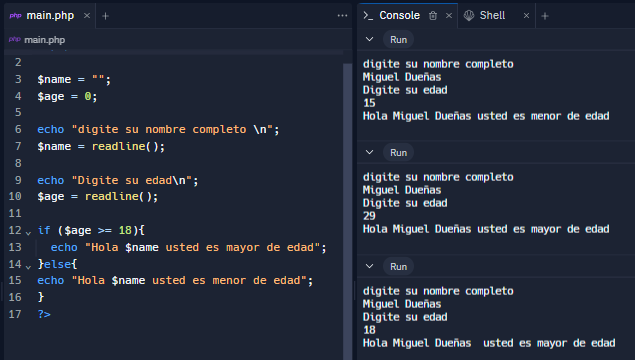 php main.php × +
php main.php
2
3 $name = "";
4 $age = 0;
5
6 echo "digite su nombre completo \n";
7 $name = readline();
8
9 echo "Digite su edad\n";
10 $age = readline();
11
12 if ($age >= 18){
13 echo "Hola $name usted es mayor de edad";
14 }else{
15 echo "Hola $name usted es menor de edad";
16 }
17 ?>
>_ Console × Shell × +
Run
digite su nombre completo
Miguel Dueñas
Digite su edad
15
Hola Miguel Dueñas usted es menor de edad
Run
digite su nombre completo
Miguel Dueñas
Digite su edad
29
Hola Miguel Dueñas usted es mayor de edad
Run
digite su nombre completo
Miguel Dueñas
Digite su edad
18
Hola Miguel Dueñas  usted es mayor de edad